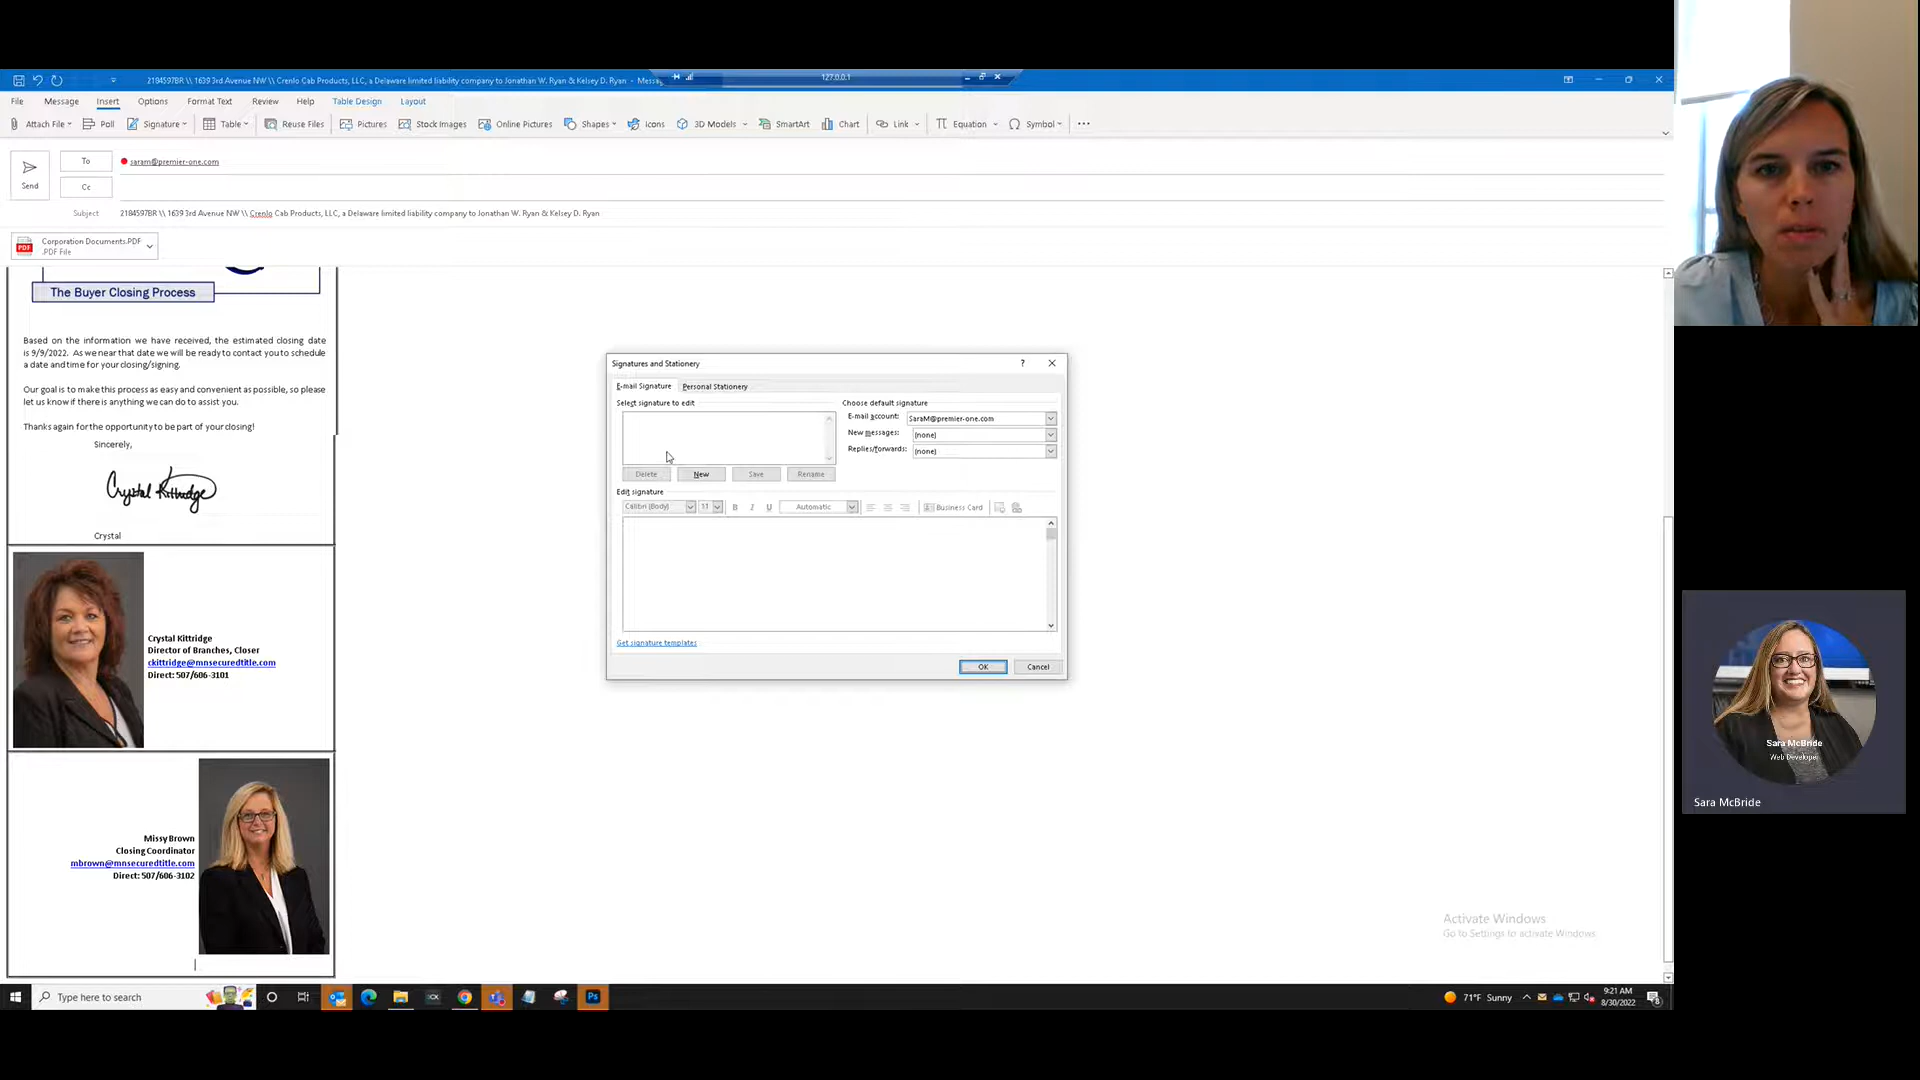 2184597BR \\ 1639 3rd Avenue NW \\ Crenlo Cab Products, LLC, a Delaware limited liability company to Jonathan W. Ryan & Kelsey D. Ryan - Messa
127.0.0.1
File Message Insert Options Format Text Review Help Table Design Layout
Attach File Poll Signature Table Reuse Files Pictures Stock Images Online Pictures Shapes Icons 3D Models SmartArt Chart Link Equation Symbol
To
saram@premier-one.com
Send
Cc
Subject
2184597BR \\ 1639 3rd Avenue NW \\ Crenlo Cab Products, LLC, a Delaware limited liability company to Jonathan W. Ryan & Kelsey D. Ryan
PDF
Corporation Documents.PDF
.PDF File
The Buyer Closing Process
Based on the information we have received, the estimated closing date
is 9/9/2022. As we near that date we will be ready to contact you to schedule
a date and time for your closing/signing.
Our goal is to make this process as easy and convenient as possible, so please
let us know if there is anything we can do to assist you.
Thanks again for the opportunity to be part of your closing!
Sincerely,
Crystal Kittridge
Crystal
Crystal Kittridge
Director of Branches, Closer
ckittridge@mnsecuredtitle.com
Direct: 507/606-3101
Missy Brown
Closing Coordinator
mbrown@mnsecuredtitle.com
Direct: 507/606-3102
Signatures and Stationery
?
E-mail Signature Personal Stationery
Select signature to edit
Choose default signature
E-mail account: SaraM@premier-one.com
New messages: (none)
Replies/forwards: (none)
Delete New Save Rename
Edit signature
Calibri (Body) 11 B I U Automatic Business Card
Get signature templates
OK Cancel
Activate Windows
Go to Settings to activate Windows.
Type here to search
Ps
71°F Sunny
9:21 AM
8/30/2022
Sara McBride
Web Developer
Sara McBride